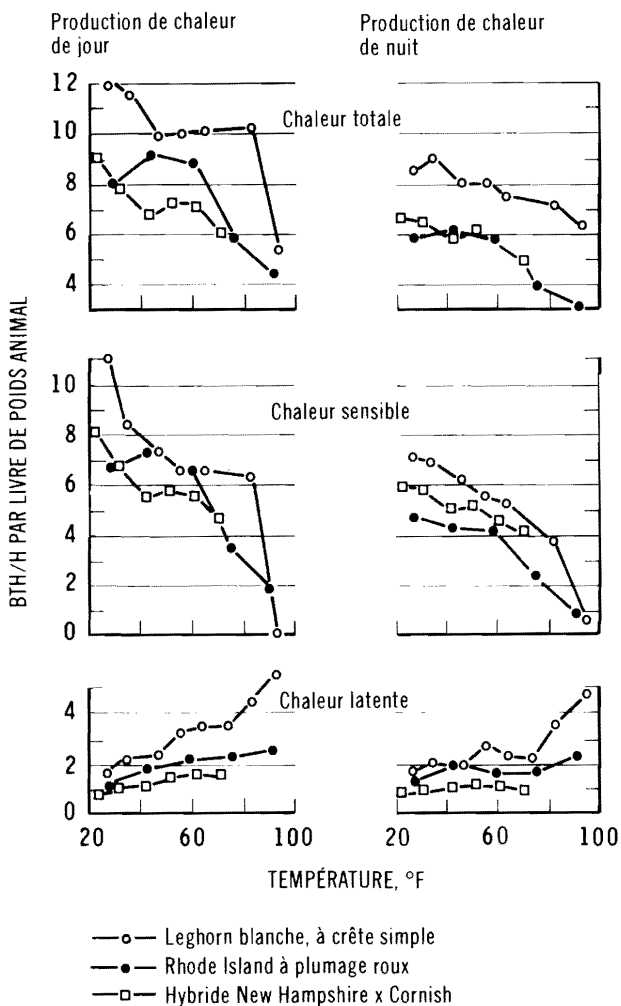 Production de chaleur
de jour
Production de chaleur
de nuit
12
10
8
6
4
Chaleur totale
BTH/H PAR LIVRE DE POIDS ANIMAL
10
8
6
4
2
0
Chaleur sensible
4
2
0
Chaleur latente
20 60 100 20 60 100
TEMPÉRATURE, °F
Leghorn blanche, à crête simple
Rhode Island à plumage roux
Hybride New Hampshire x Cornish